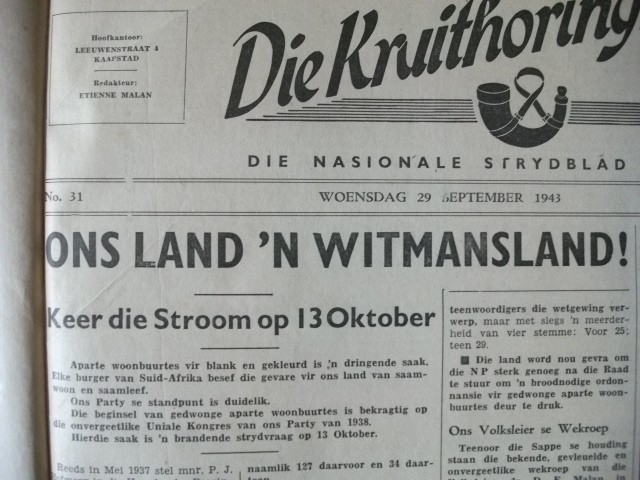 Hoofkantoor:
LEEUWENSTRAAT 4
KAAPSTAD
Redakteur:
ETIENNE MALAN
Die Kruithoring
DIE NASIONALE STRYDBLAD
No. 31
WOENSDAG 29 SEPTEMBER 1943
ONS LAND 'N WITMANSLAND!
Keer die Stroom op 13 Oktober
Aparte woonbuurtes vir blank en gekleurd is 'n dringende saak.
Elke burger van Suid-Afrika besef die gevare vir ons land van saam-
woon en saamleef.
Ons Party se standpunt is duidelik.
Die beginsel van gedwonge aparte woonbuurtes is bekragtig op
die onvergeetlike Uniale Kongres van ons Party van 1938.
Hierdie saak is 'n brandende strydvraag op 13 Oktober.
Reeds in Mei 1937 stel mnr. P. J.
naamlik 127 daarvoor en 34 daar-
teenwoordigers die wetgewing ver-
werp, maar met slegs 'n meerder-
heid van vier stemme: Voor 25;
teen 29.
■ Die land word nou gevra om
die NP sterk genoeg na die Raad
te stuur om 'n broodnodige ordon-
nansie vir gedwonge aparte woon-
buurtes deur te druk.
Ons Volksleier se Wekroep
Teenoor die Sappe se houding
staan die bekende, gevleuelde en
onvergeetlike wekroep van die